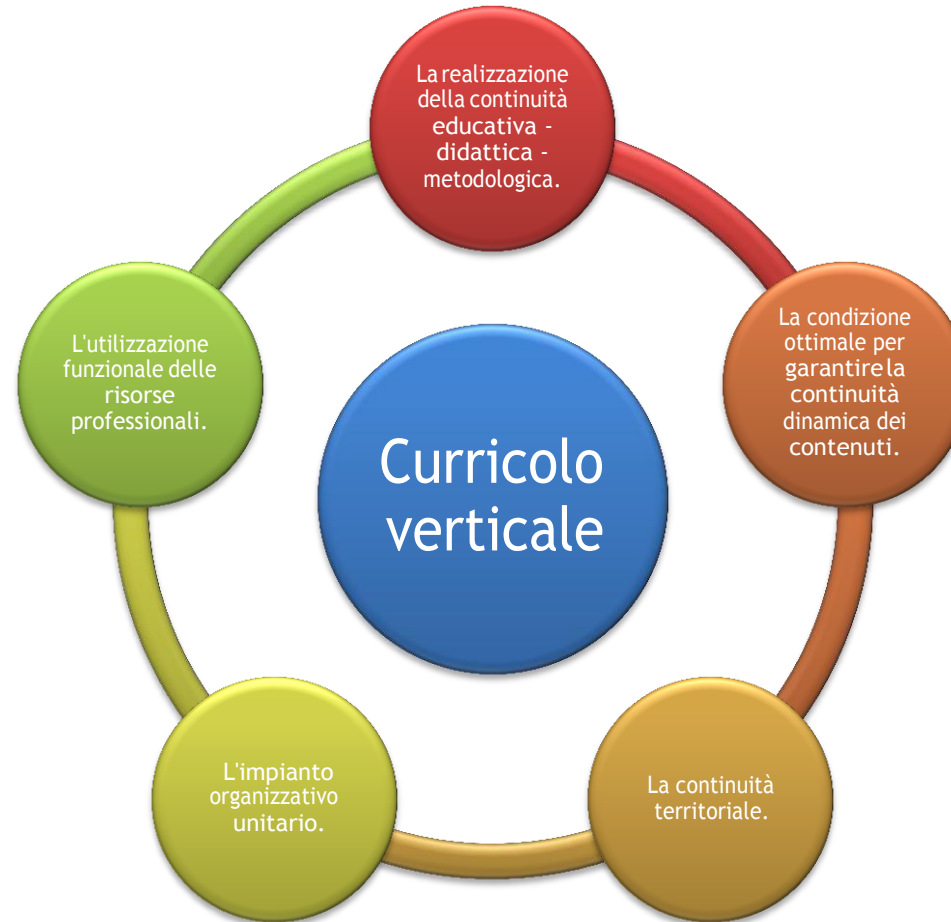 La realizzazione
della continuità
educativa -
didattica -
metodologica.
La condizione
ottimale per
garantire la
continuità
dinamica dei
contenuti.
La continuità
territoriale.
L'impianto
organizzativo
unitario.
L'utilizzazione
funzionale delle
risorse
professionali.
Curricolo
verticale